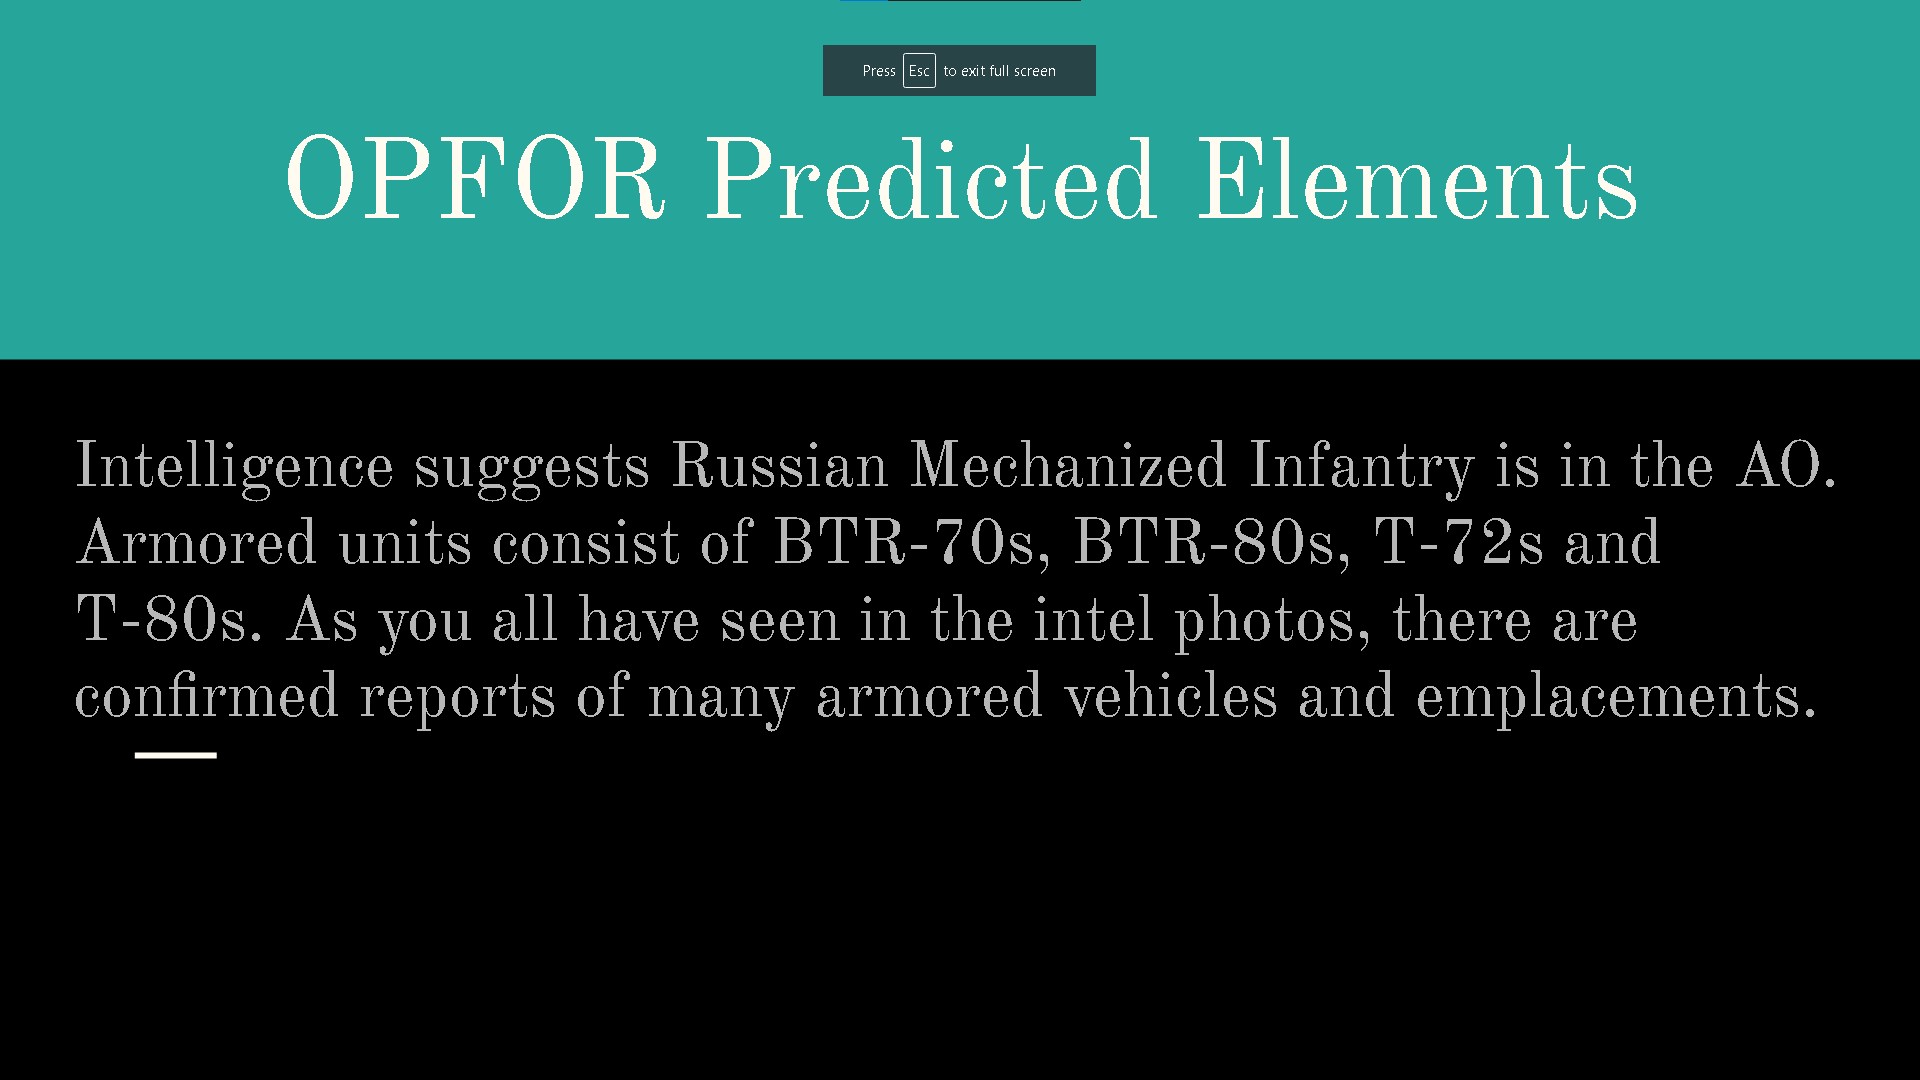 Press Esc to exit full screen
OPFOR Predicted Elements
Intelligence suggests Russian Mechanized Infantry is in the AO.
Armored units consist of BTR-70s, BTR-80s, T-72s and
T-80s. As you all have seen in the intel photos, there are
confirmed reports of many armored vehicles and emplacements.